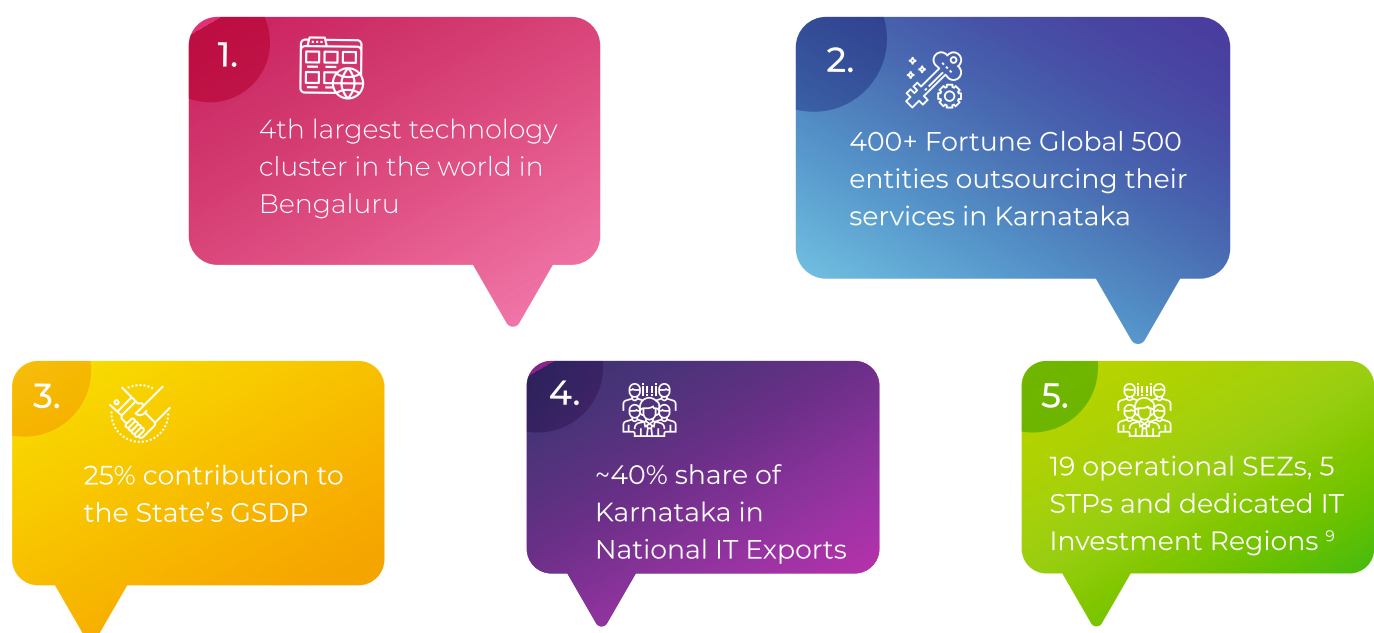 1.
4th largest technology
cluster in the world in
Bengaluru
2.
400+ Fortune Global 500
entities outsourcing their
services in Karnataka
3.
25% contribution to
the State’s GSDP
4.
~40% share of
Karnataka in
National IT Exports
5.
19 operational SEZs, 5
STPs and dedicated IT
Investment Regions ⁹